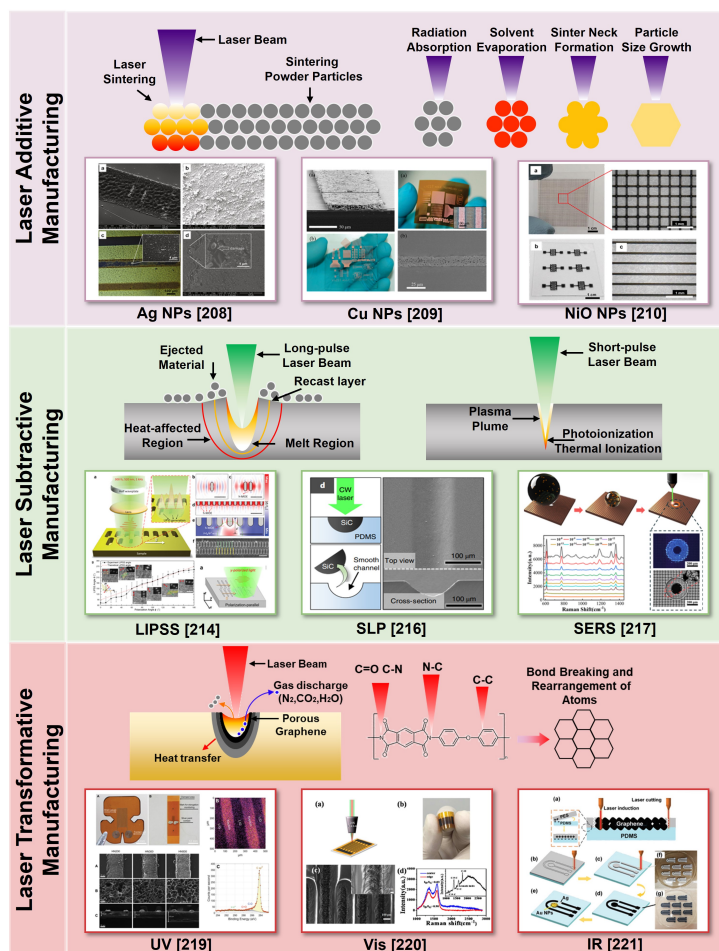 Laser Additive
Manufacturing
Laser Beam
Laser
Sintering
Sintering
Powder Particles
Radiation
Absorption
Solvent
Evaporation
Sinter Neck
Formation
Particle
Size Growth
Ag NPs [208]
Cu NPs [209]
NiO NPs [210]
Laser Subtractive
Manufacturing
Ejected
Material
Long-pulse
Laser Beam
Recast layer
Heat-affected
Region
Melt Region
Short-pulse
Laser Beam
Plasma
Plume
Photoionization
Thermal Ionization
d
CW
laser
SiC
PDMS
SiC
Smooth
channel
Top view
100 μm
Cross-section
100 μm
Intensity(a.u.)
Raman Shift(cm⁻¹)
LIPSS [214]
SLP [216]
SERS [217]
Laser Transformative
Manufacturing
Laser Beam
Gas discharge
(N₂,CO₂,H₂O)
Porous
Graphene
Heat transfer
C=O C-N
N-C
C-C
Bond Breaking and
Rearrangement of
Atoms
(a)
(b)
(c)
(d)
(a)
Laser cutting
Laser induction
PES
PDMS
Graphene
PDMS
(b)
(c)
(f)
(e)
Ag
Au NPs
(d)
(g)
UV [219]
Vis [220]
IR [221]